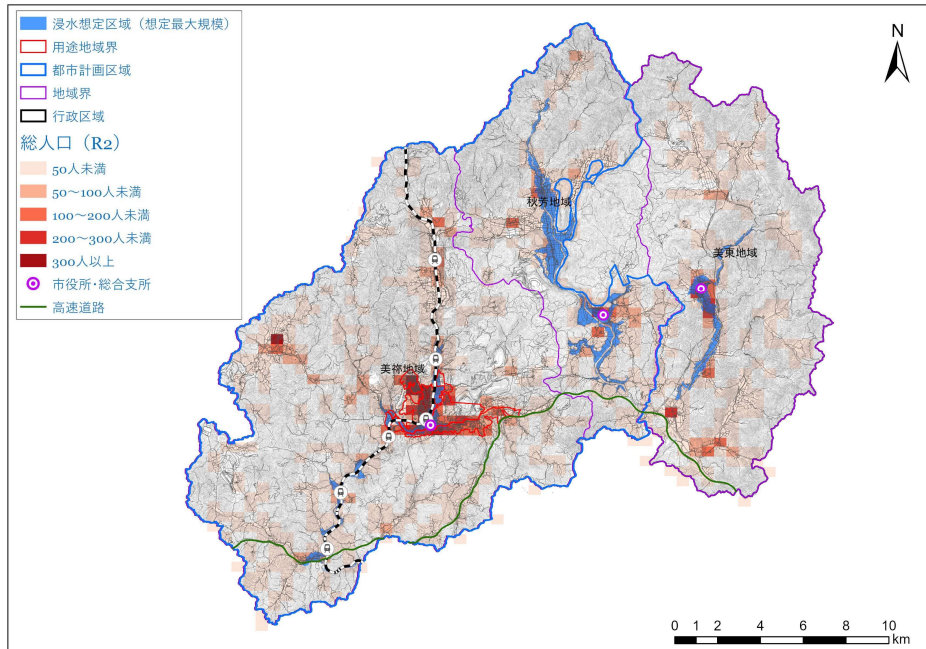 浸水想定区域（想定最大規模）
用途地域界
都市計画区域
地域界
行政区域
総人口（R2）
50人未満
50～100人未満
100～200人未満
200～300人未満
300人以上
市役所・総合支所
高速道路
N
秋芳地域
美東地域
美祢地域
0 1 2 4 6 8 10
km